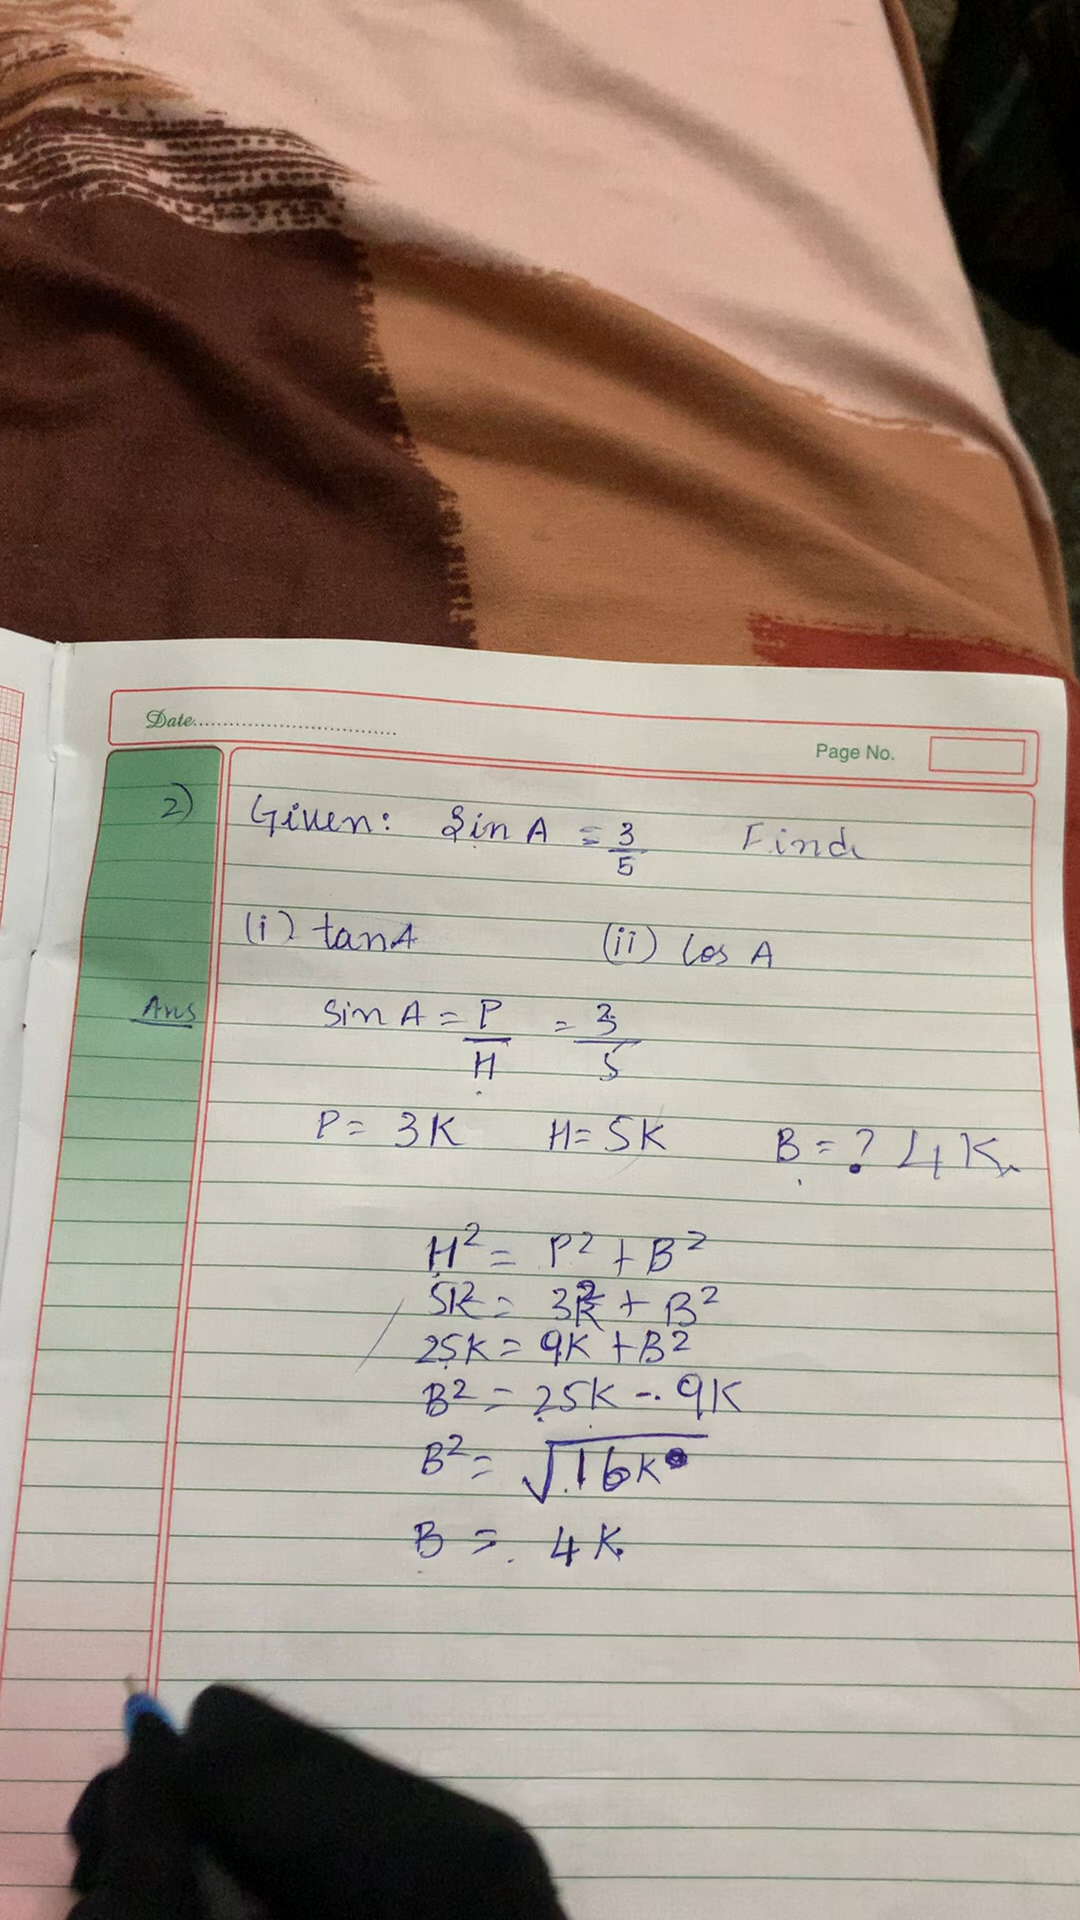 Date
Page No.
2) Given: Sin A = 3/5 Find
(i) tanA (ii) Cos A
Ans Sin A = P/H = 3/5
P = 3K H = 5K B = ? 4K.
H² = P² + B²
5K² = 3K² + B²
25K = 9K + B²
B² = 25K - 9K
B² = √16K
B = 4K.